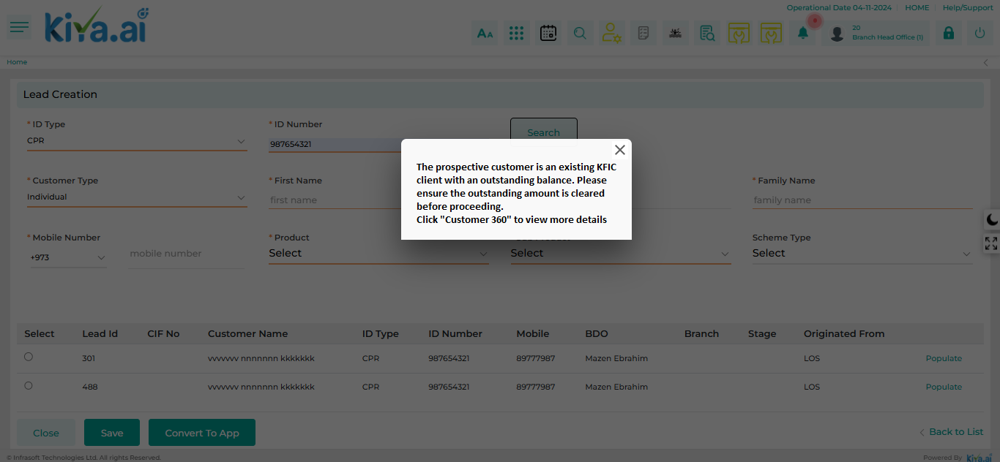 Operational Date 04-11-2024 HOME Help/Support
Kiya.ai
AA
20
Branch Head Office (1)
Home
Lead Creation
* ID Type
CPR
* ID Number
987654321
Search
The prospective customer is an existing KFIC
client with an outstanding balance. Please
ensure the outstanding amount is cleared
before proceeding.
Click "Customer 360" to view more details
* Customer Type
Individual
* First Name
first name
* Family Name
family name
* Mobile Number
+973
mobile number
* Product
Select
Select
Scheme Type
Select
Select Lead Id CIF No Customer Name ID Type ID Number Mobile BDO Branch Stage Originated From
301 vvvvvvv nnnnnnn kkkkkkk CPR 987654321 89777987 Mazen Ebrahim LOS Populate
488 vvvvvvv nnnnnnn kkkkkkk CPR 987654321 89777987 Mazen Ebrahim LOS Populate
Close Save Convert To App Back to List
© Infrasoft Technologies Ltd. All rights Reserved. Powered By Kiya.ai